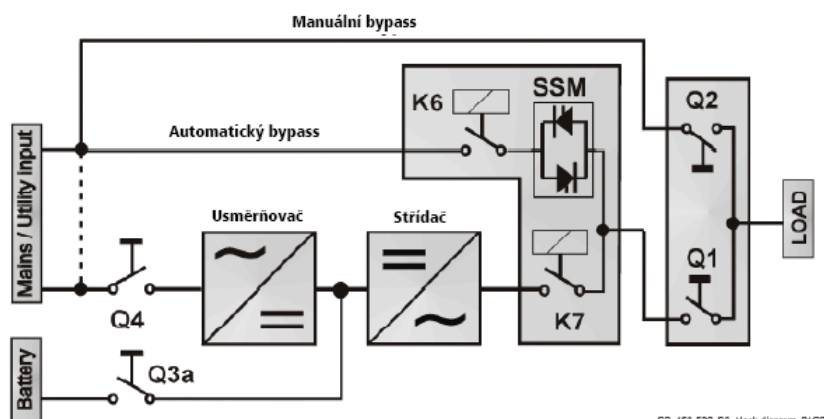 Manuální bypass
SSM
K6
Q2
Automatický bypass
Mains / Utility input
Usměrňovač
Střídač
LOAD
Q1
Q4
K7
Battery
Q3a